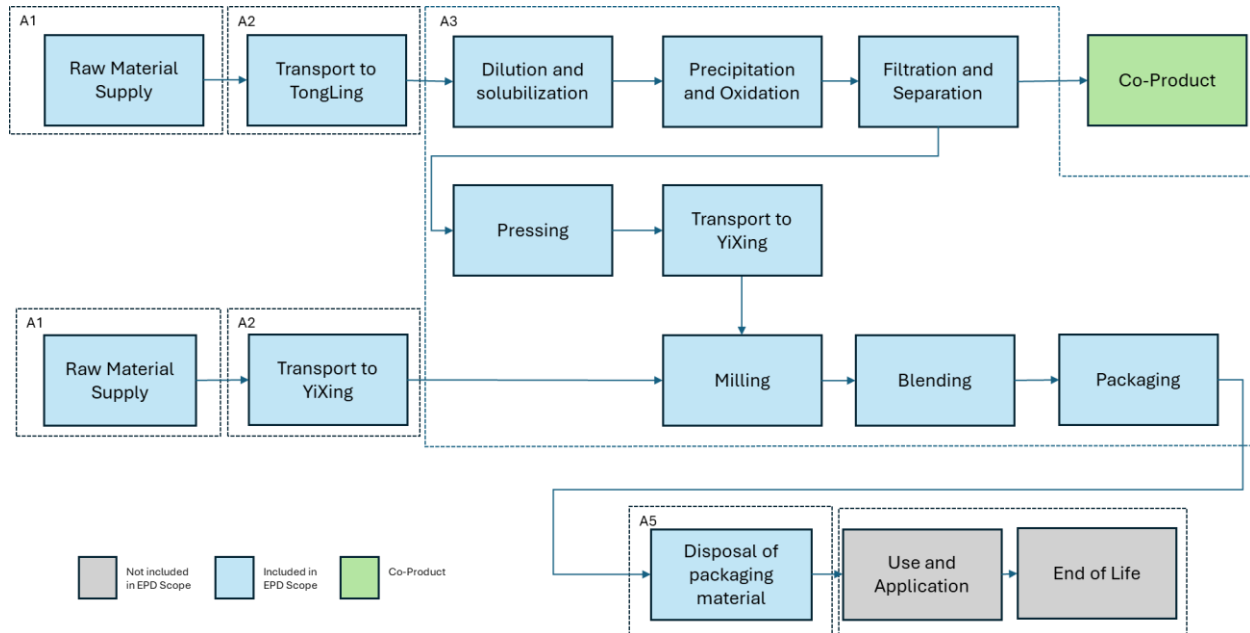 A1
A2
A3
Raw Material
Supply
Transport to
TongLing
Dilution and
solubilization
Precipitation
and Oxidation
Filtration and
Separation
Co-Product
Pressing
Transport to
YiXing
A1
A2
Raw Material
Supply
Transport to
YiXing
Milling
Blending
Packaging
A5
Disposal of
packaging
material
Use and
Application
End of Life
Not included
in EPD Scope
Included in
EPD Scope
Co-Product